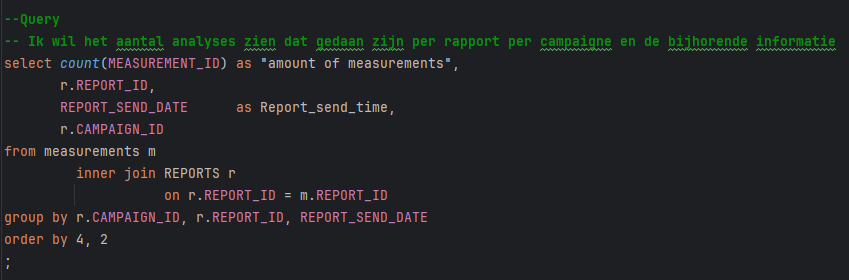 --Query
-- Ik wil het aantal analyses zien dat gedaan zijn per rapport per campaigne en de bijhorende informatie
select count(MEASUREMENT_ID) as "amount of measurements",
       r.REPORT_ID,
       REPORT_SEND_DATE      as Report_send_time,
       r.CAMPAIGN_ID
from measurements m
         inner join REPORTS r
                    on r.REPORT_ID = m.REPORT_ID
group by r.CAMPAIGN_ID, r.REPORT_ID, REPORT_SEND_DATE
order by 4, 2
;